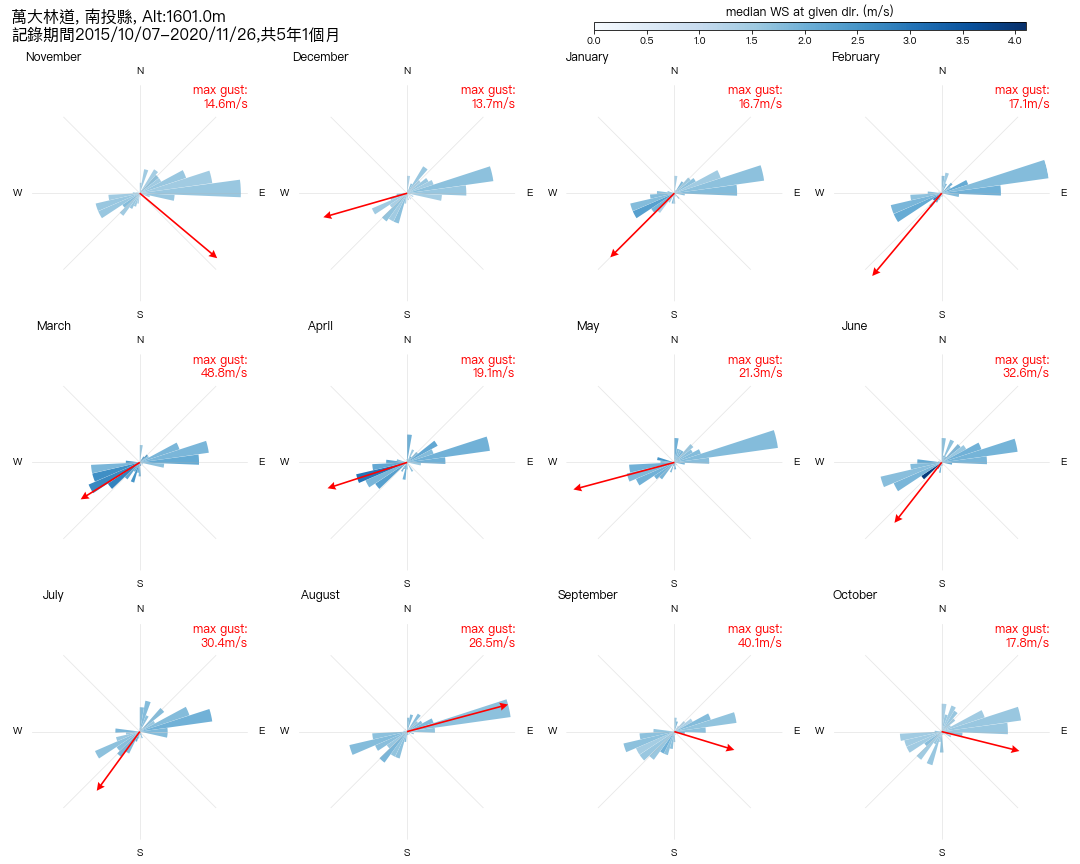 萬大林道, 南投縣, Alt:1601.0m
記錄期間2015/10/07-2020/11/26,共5年1個月
median WS at given dir. (m/s)
0.0 0.5 1.0 1.5 2.0 2.5 3.0 3.5 4.0
November
N
max gust:
14.6m/s
W
E
S
December
N
max gust:
13.7m/s
W
E
S
January
N
max gust:
16.7m/s
W
E
S
February
N
max gust:
17.1m/s
W
E
S
March
N
max gust:
48.8m/s
W
E
S
April
N
max gust:
19.1m/s
W
E
S
May
N
max gust:
21.3m/s
W
E
S
June
N
max gust:
32.6m/s
W
E
S
July
N
max gust:
30.4m/s
W
E
S
August
N
max gust:
26.5m/s
W
E
S
September
N
max gust:
40.1m/s
W
E
S
October
N
max gust:
17.8m/s
W
E
S